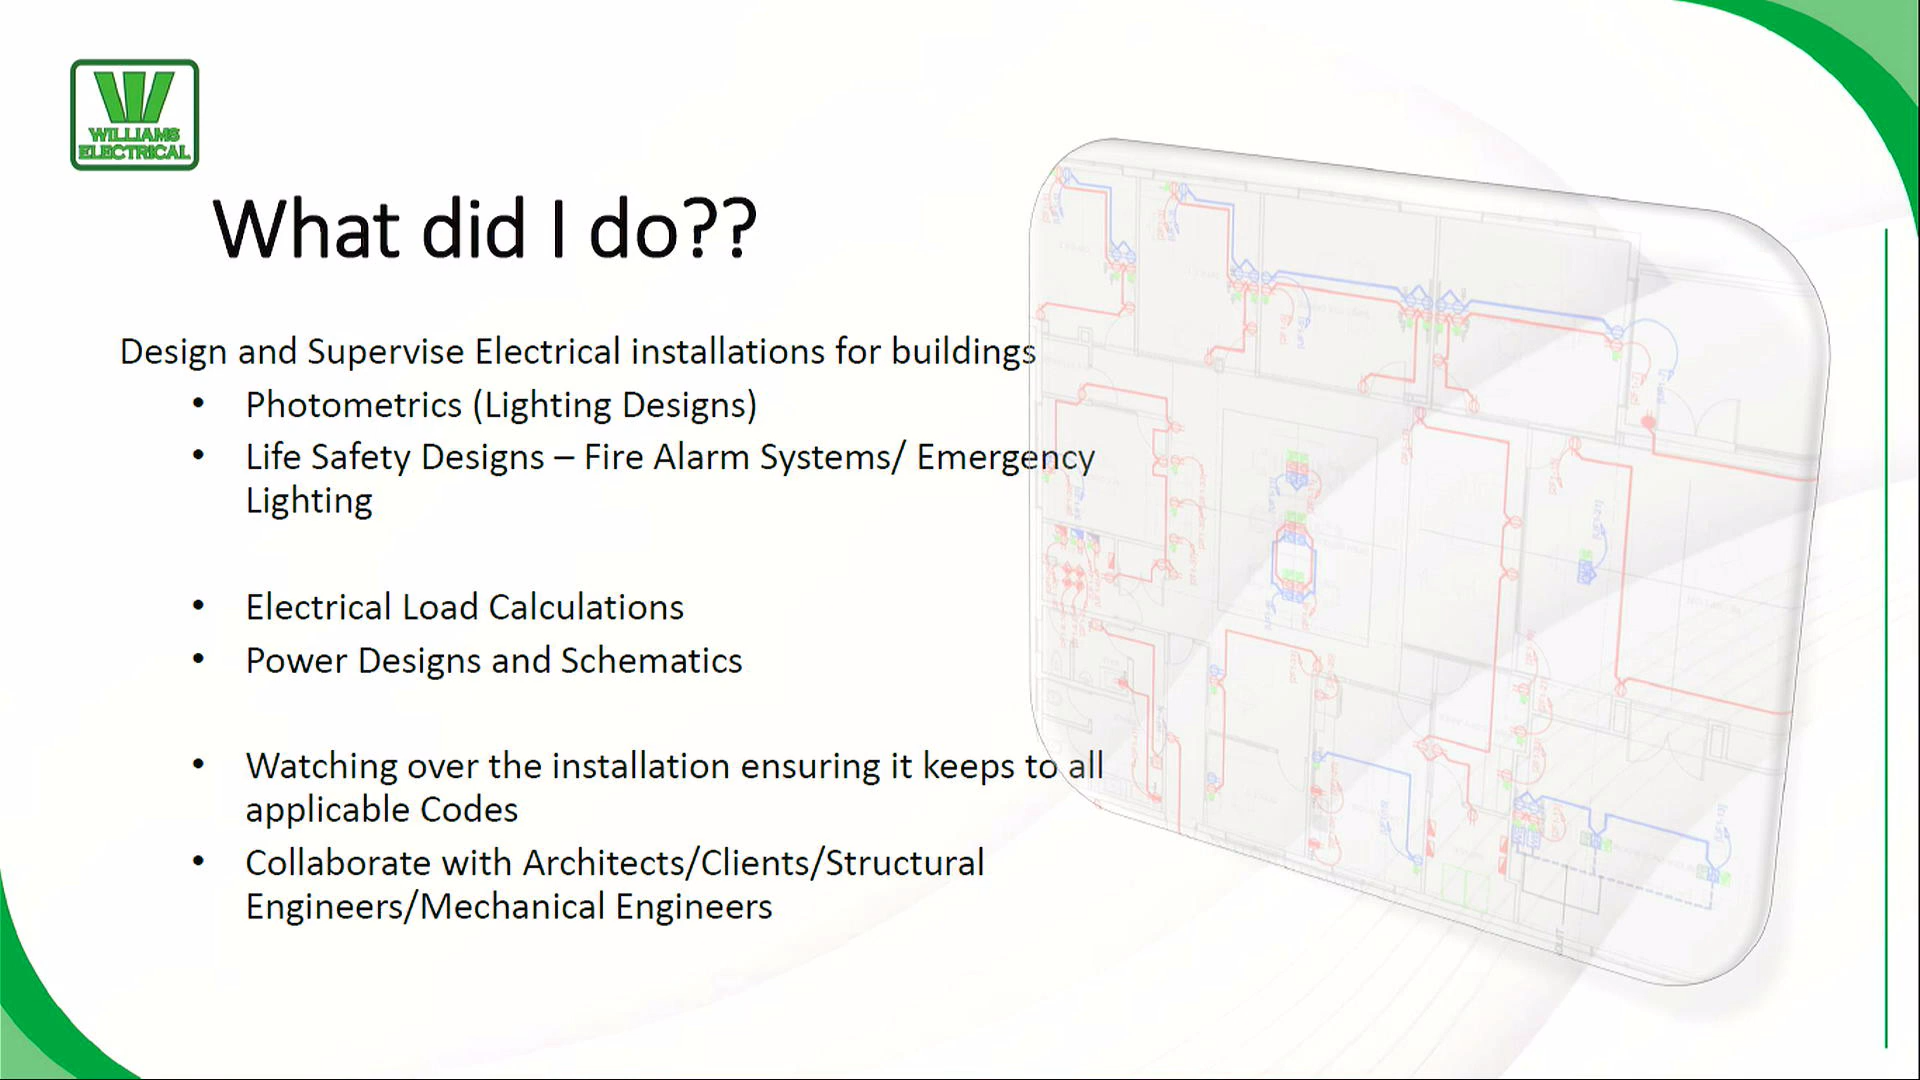 WILLIAMS
ELECTRICAL
What did I do??
Design and Supervise Electrical installations for buildings
• Photometrics (Lighting Designs)
• Life Safety Designs – Fire Alarm Systems/ Emergency
Lighting
• Electrical Load Calculations
• Power Designs and Schematics
• Watching over the installation ensuring it keeps to all
applicable Codes
• Collaborate with Architects/Clients/Structural
Engineers/Mechanical Engineers